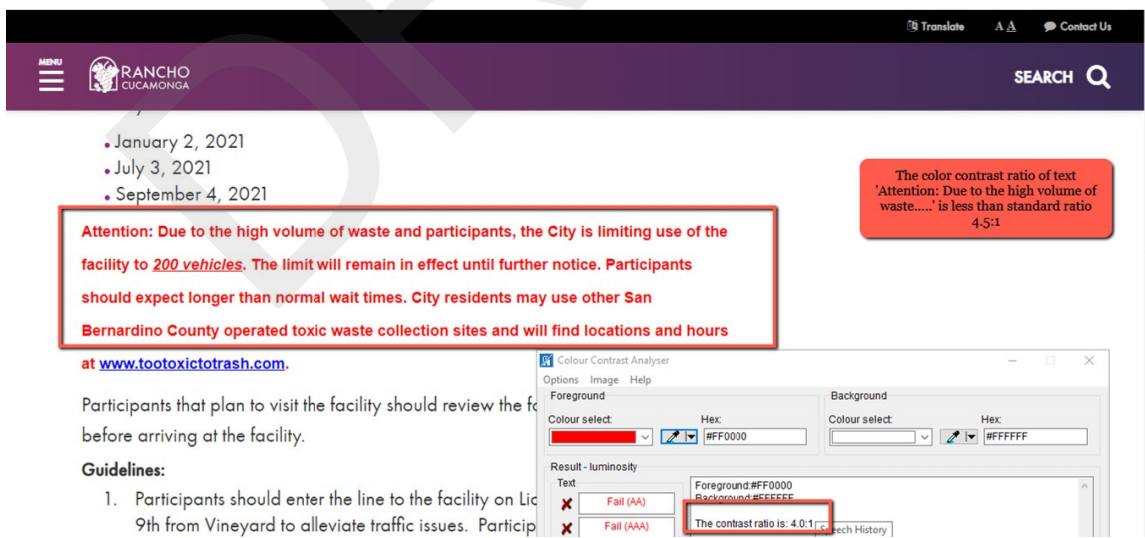 Translate A A Contact Us
MENU
RANCHO
CUCAMONGA
SEARCH
• January 2, 2021
• July 3, 2021
• September 4, 2021
The color contrast ratio of text
'Attention: Due to the high volume of
waste.....' is less than standard ratio
4.5:1
Attention: Due to the high volume of waste and participants, the City is limiting use of the
facility to 200 vehicles. The limit will remain in effect until further notice. Participants
should expect longer than normal wait times. City residents may use other San
Bernardino County operated toxic waste collection sites and will find locations and hours
at www.tootoxictotrash.com.
Participants that plan to visit the facility should review the
before arriving at the facility.
Guidelines:
1. Participants should enter the line to the facility on
9th from Vineyard to alleviate traffic issues. Particip
Colour Contrast Analyser
Options Image Help
Foreground
Colour select:
Hex:
#FF0000
Background
Colour select:
Hex:
#FFFFFF
Result - luminosity
Text
Fail (AA)
Fail (AAA)
Foreground:#FF0000
Background:#FFFFFF
The contrast ratio is: 4.0:1
Speech History